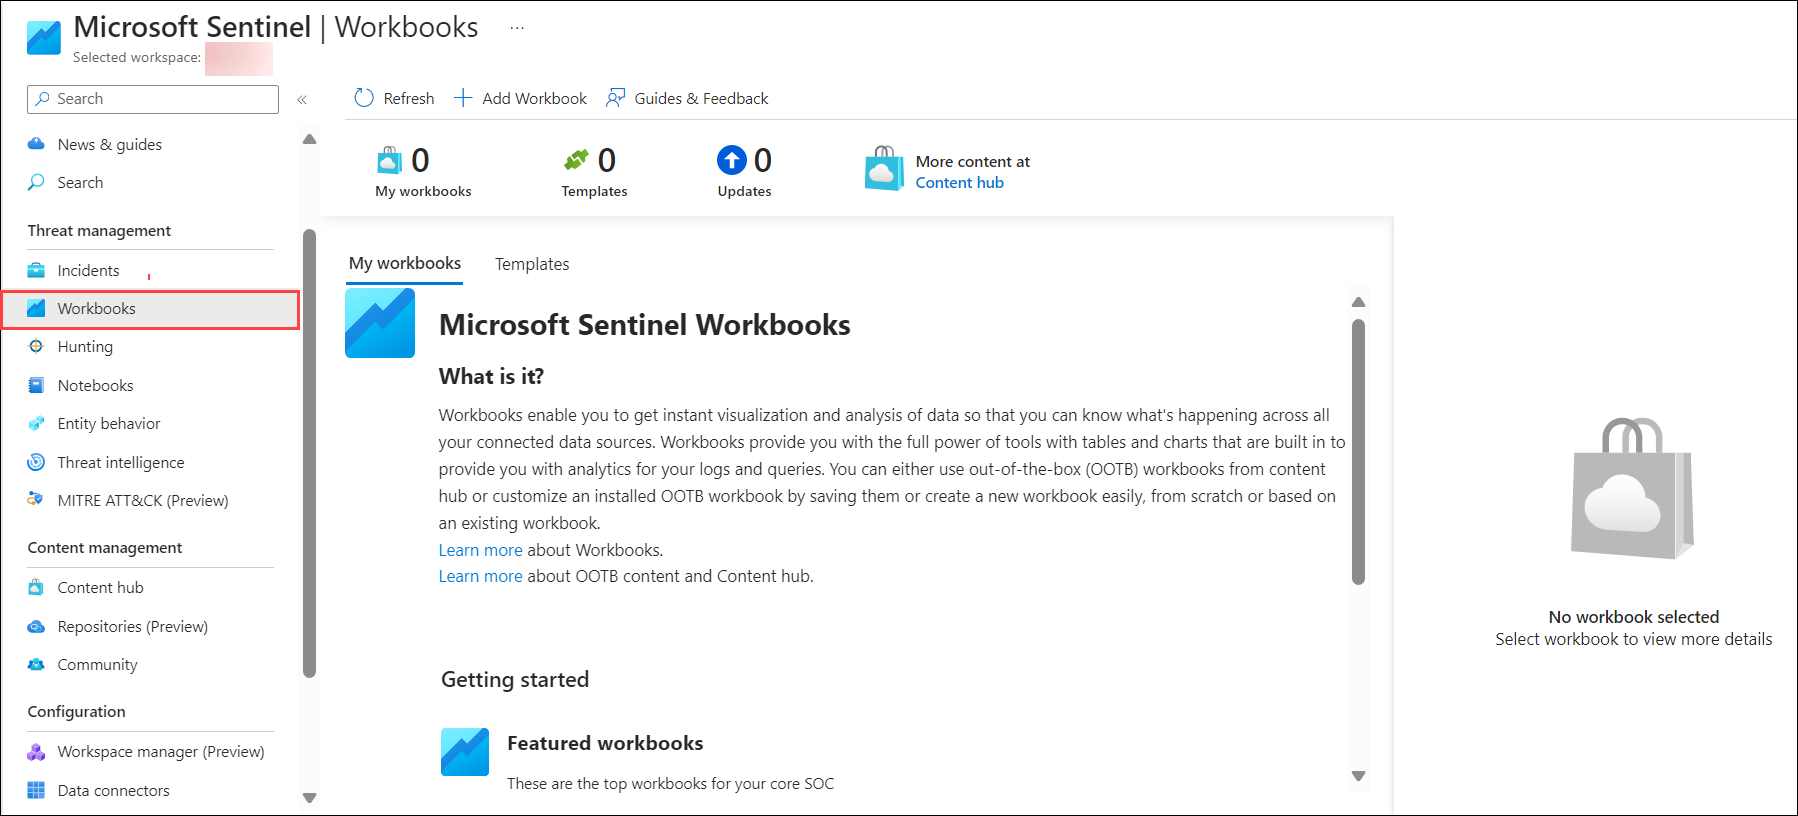 Microsoft Sentinel | Workbooks ...
Selected workspace:
Search
«
News & guides
Search
Threat management
Incidents
Workbooks
Hunting
Notebooks
Entity behavior
Threat intelligence
MITRE ATT&CK (Preview)
Content management
Content hub
Repositories (Preview)
Community
Configuration
Workspace manager (Preview)
Data connectors
Refresh
Add Workbook
Guides & Feedback
0
My workbooks
0
Templates
0
Updates
More content at
Content hub
My workbooks
Templates
Microsoft Sentinel Workbooks
What is it?
Workbooks enable you to get instant visualization and analysis of data so that you can know what's happening across all
your connected data sources. Workbooks provide you with the full power of tools with tables and charts that are built in to
provide you with analytics for your logs and queries. You can either use out-of-the-box (OOTB) workbooks from content
hub or customize an installed OOTB workbook by saving them or create a new workbook easily, from scratch or based on
an existing workbook.
Learn more about Workbooks.
Learn more about OOTB content and Content hub.
Getting started
Featured workbooks
These are the top workbooks for your core SOC
No workbook selected
Select workbook to view more details